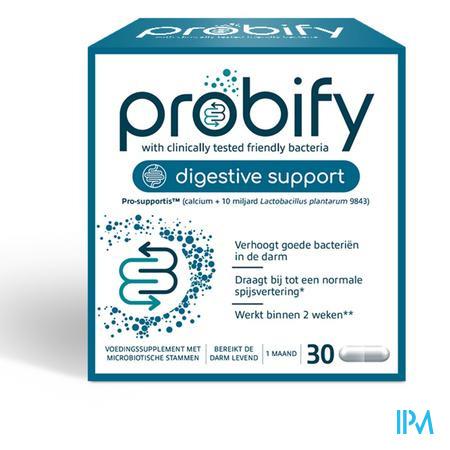 probify
with clinically tested friendly bacteria
probify
with clinically tested friendly bacteria
digestive support
Pro-supportis™ (calcium + 10 miljard Lactobacillus plantarum 9843)
Verhoogt goede bacteriën
in de darm
Draagt bij tot een normale
spijsvertering*
Werkt binnen 2 weken**
VOEDINGSSUPPLEMENT MET
MICROBIOTISCHE STAMMEN
BEREIKT DE
DARM LEVEND
1 MAAND
30
IPM